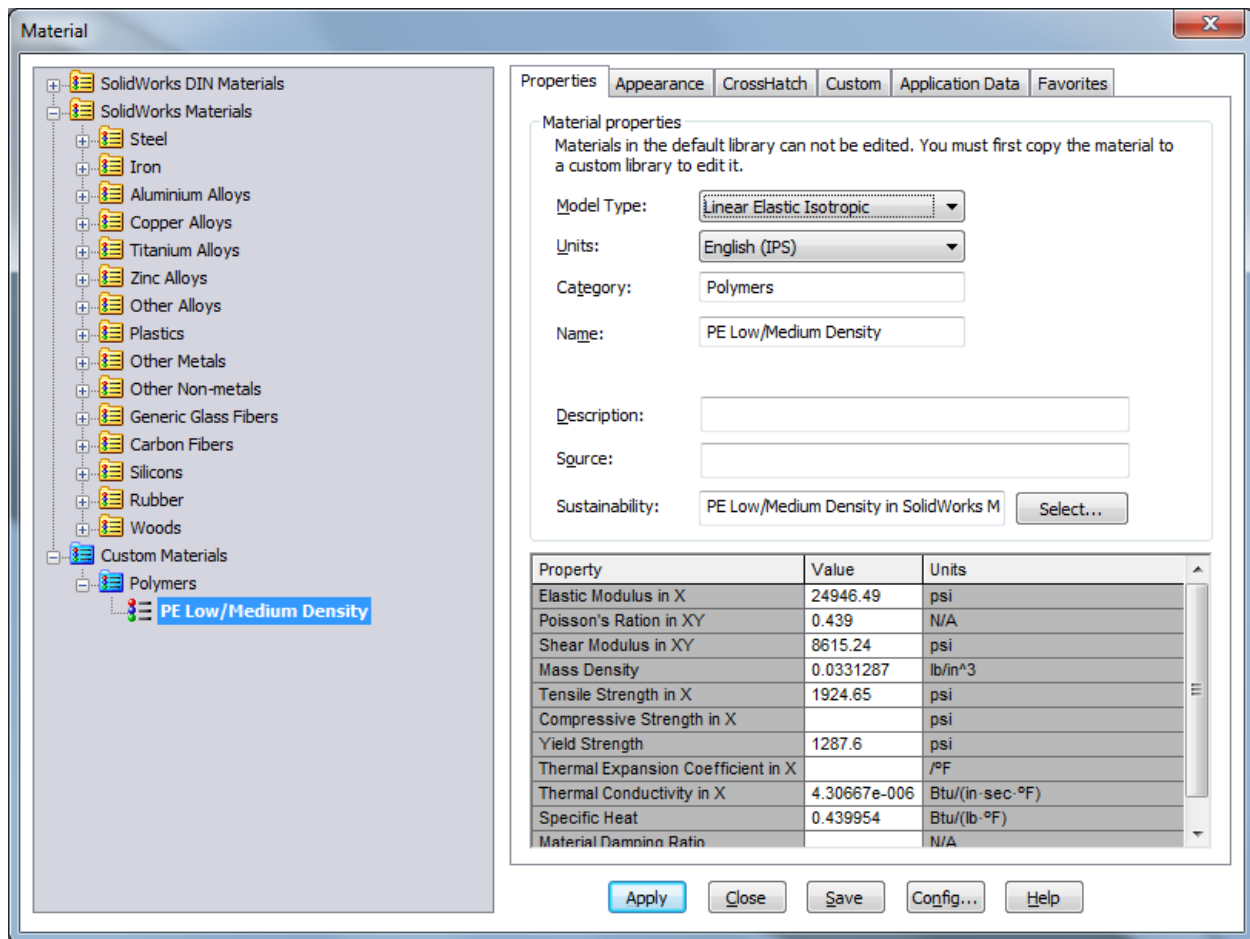 Material
SolidWorks DIN Materials
SolidWorks Materials
Steel
Iron
Aluminium Alloys
Copper Alloys
Titanium Alloys
Zinc Alloys
Other Alloys
Plastics
Other Metals
Other Non-metals
Generic Glass Fibers
Carbon Fibers
Silicons
Rubber
Woods
Custom Materials
Polymers
PE Low/Medium Density
Properties Appearance CrossHatch Custom Application Data Favorites
Material properties
Materials in the default library can not be edited. You must first copy the material to
a custom library to edit it.
Model Type: Linear Elastic Isotropic
Units: English (IPS)
Category: Polymers
Name: PE Low/Medium Density
Description:
Source:
Sustainability: PE Low/Medium Density in SolidWorks M Select...
Property Value Units
Elastic Modulus in X 24946.49 psi
Poisson's Ration in XY 0.439 N/A
Shear Modulus in XY 8615.24 psi
Mass Density 0.0331287 lb/in^3
Tensile Strength in X 1924.65 psi
Compressive Strength in X psi
Yield Strength 1287.6 psi
Thermal Expansion Coefficient in X /°F
Thermal Conductivity in X 4.30667e-006 Btu/(in·sec·°F)
Specific Heat 0.439954 Btu/(lb·°F)
Material Damping Ratio N/A
Apply Close Save Config... Help